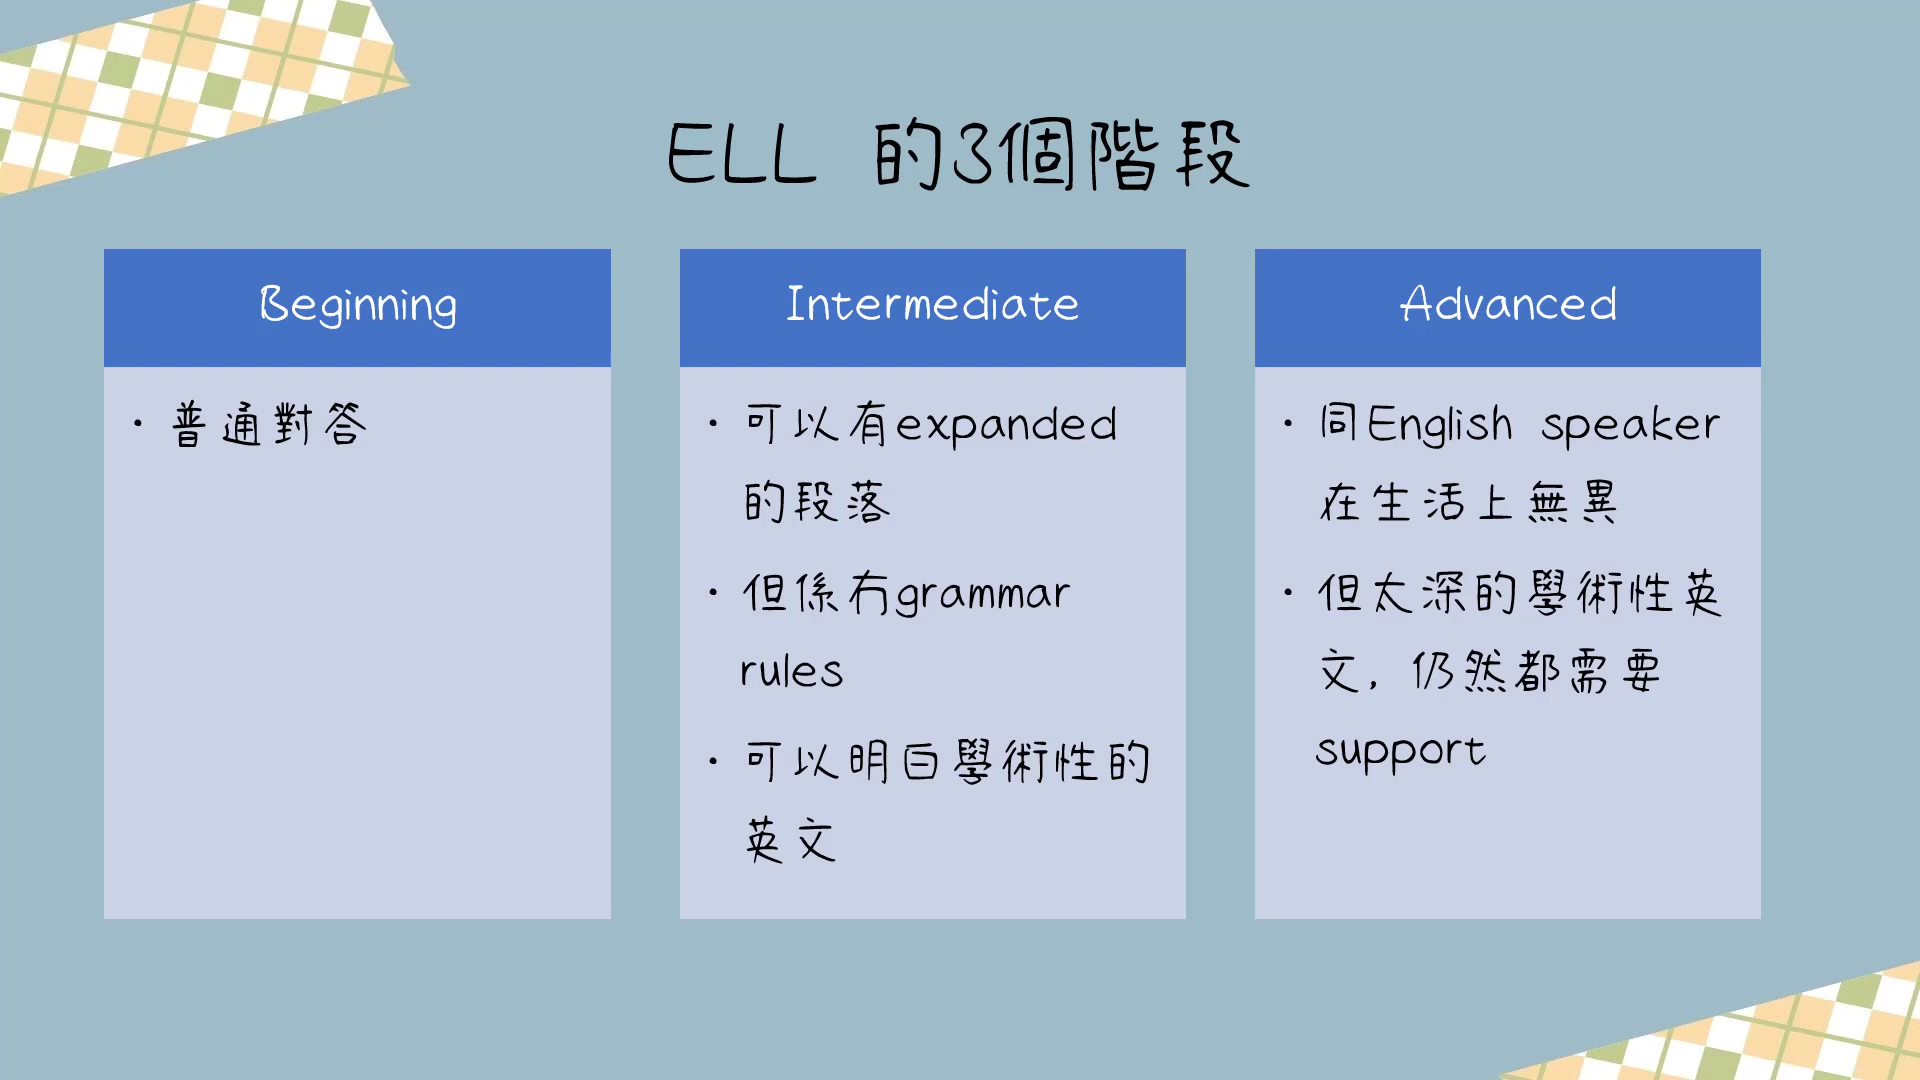 ELL 的3個階段
Beginning
• 普通對答
Intermediate
• 可以有expanded
的段落
• 但係冇grammar
rules
• 可以明白學術性的
英文
Advanced
• 同English speaker
在生活上無異
• 但太深的學術性英
文，仍然都需要
support